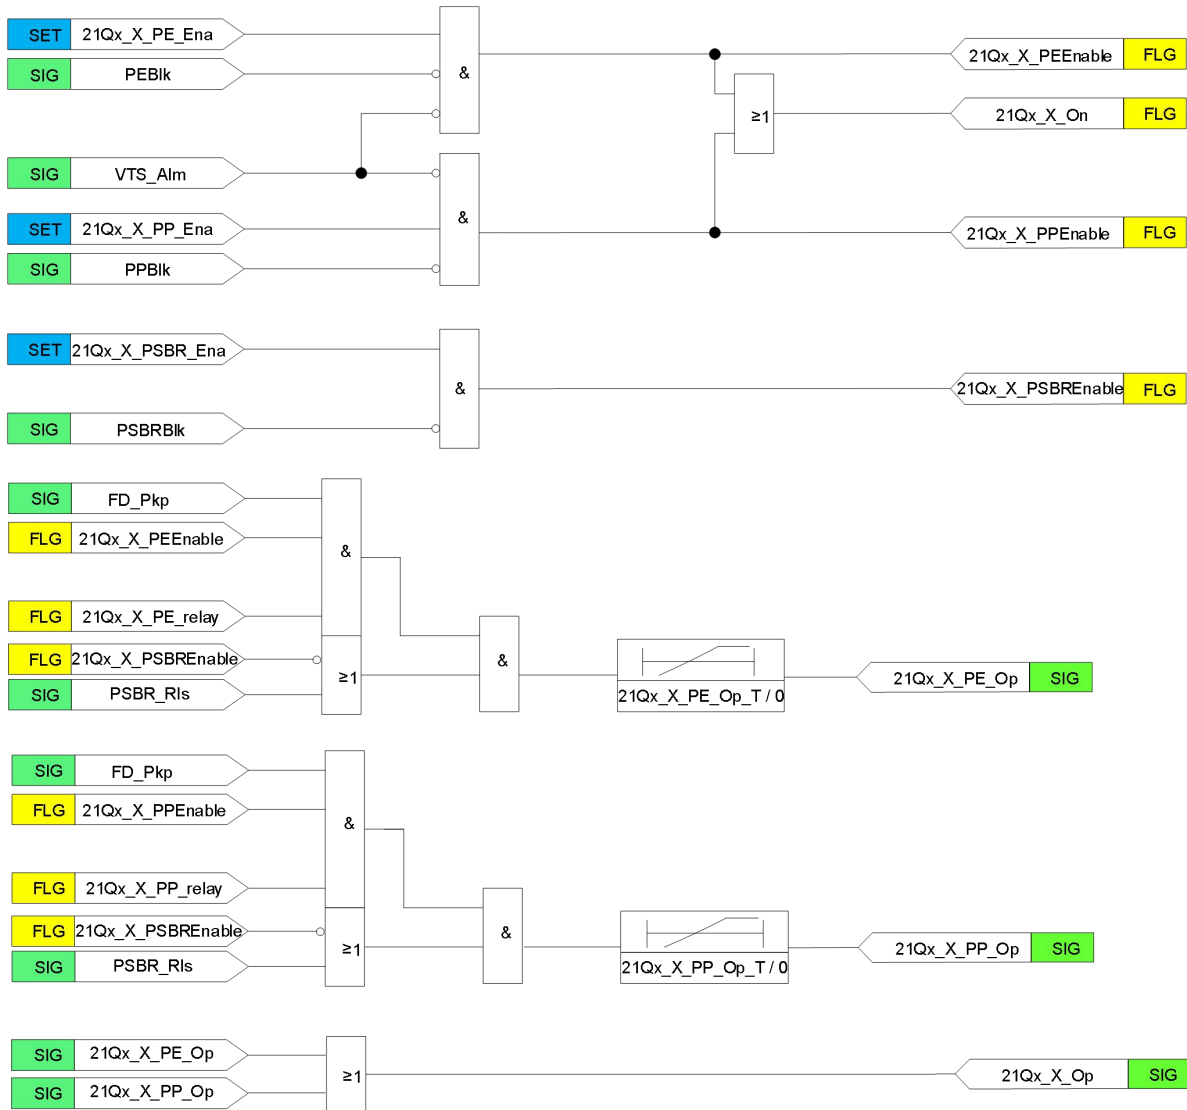 SET 21Qx_X_PE_Ena
SIG PEBlk
&
21Qx_X_PEEnable FLG
≥1
21Qx_X_On FLG
SIG VTS_Alm
SET 21Qx_X_PP_Ena
SIG PPBlk
&
21Qx_X_PPEnable FLG
SET 21Qx_X_PSBR_Ena
SIG PSBRBlk
&
21Qx_X_PSBREnable FLG
SIG FD_Pkp
FLG 21Qx_X_PEEnable
&
FLG 21Qx_X_PE_relay
FLG 21Qx_X_PSBREnable
SIG PSBR_Rls
≥1
&
21Qx_X_PE_Op_T / 0
21Qx_X_PE_Op SIG
SIG FD_Pkp
FLG 21Qx_X_PPEnable
&
FLG 21Qx_X_PP_relay
FLG 21Qx_X_PSBREnable
SIG PSBR_Rls
≥1
&
21Qx_X_PP_Op_T / 0
21Qx_X_PP_Op SIG
SIG 21Qx_X_PE_Op
SIG 21Qx_X_PP_Op
≥1
21Qx_X_Op SIG